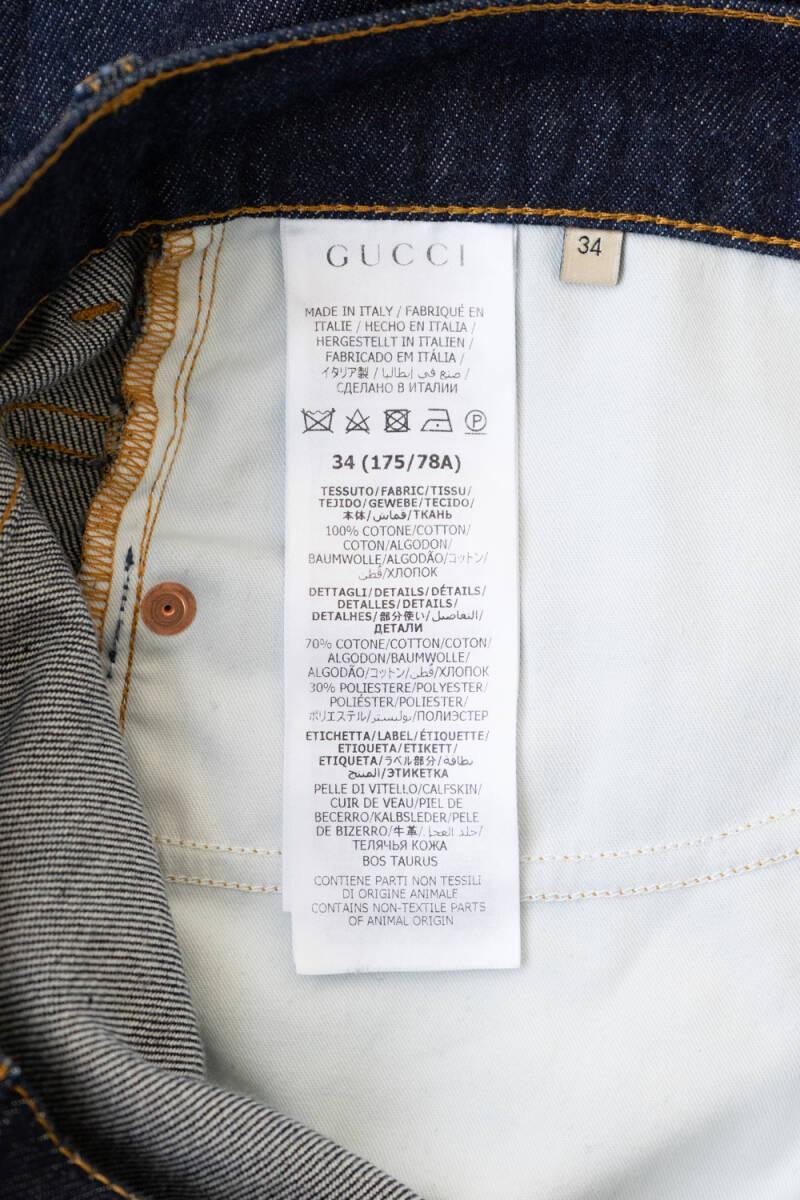 GUCCI
34
MADE IN ITALY / FABRIQUÉ EN
ITALIE / HECHO EN ITALIA /
HERGESTELLT IN ITALIEN /
FABRICADO EM ITÁLIA /
イタリア製 / صنع في إيطاليا /
СДЕЛАНО В ИТАЛИИ
P
34 (175/78A)
TESSUTO/FABRIC/TISSU/
TEJIDO/GEWEBE/TECIDO/
本体/قماش/ТКАНЬ
100% COTONE/COTTON/
COTON/ALGODON/
BAUMWOLLE/ALGODÃO/コットン/
قطن/ХЛОПОК
DETTAGLI/DETAILS/DÉTAILS/
DETALLES/DETAILS/
DETALHES/部分使い/التفاصيل/
ДЕТАЛИ
70% COTONE/COTTON/COTON/
ALGODON/BAUMWOLLE/
ALGODÃO/コットン/قطن/ХЛОПОК
30% POLIESTERE/POLYESTER/
POLIÉSTER/POLIESTER/
ポリエステル/بوليستر/ПОЛИЭСТЕР
ETICHETTA/LABEL/ÉTIQUETTE/
ETIQUETA/ETIKETT/
ETIQUETA/ラベル部分/بطاقة
المنتج/ЭТИКЕТКА
PELLE DI VITELLO/CALFSKIN/
CUIR DE VEAU/PIEL DE
BECERRO/KALBSLEDER/PELE
DE BIZERRO/牛革/جلد العجل/
ТЕЛЯЧЬЯ КОЖА
BOS TAURUS
CONTIENE PARTI NON TESSILI
DI ORIGINE ANIMALE
CONTAINS NON-TEXTILE PARTS
OF ANIMAL ORIGIN